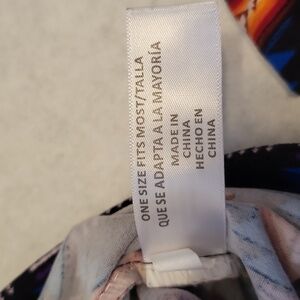 ONE SIZE FITS MOST/TALLA
QUE SE ADAPTA A LA MAYORÍA
MADE IN
CHINA
HECHO EN
CHINA